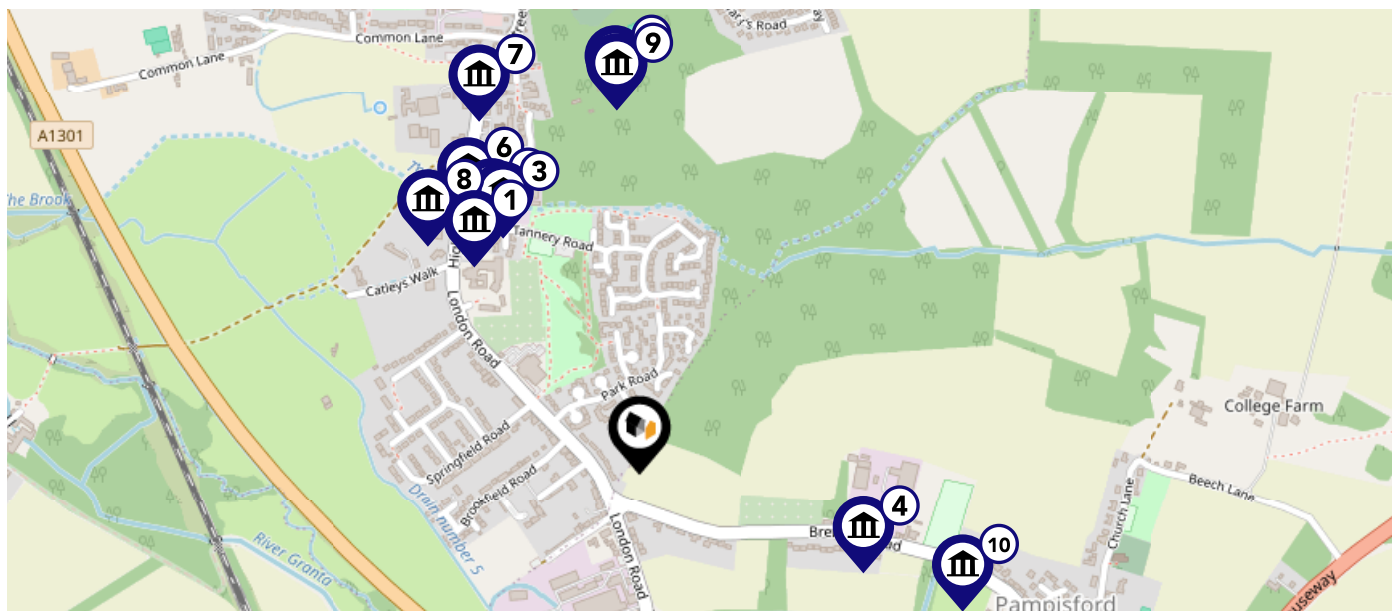 Common Lane
Common Lane
7
9
's Road
A1301
6
3
8
1
The Brook
Tannery Road
Catleys Walk
London Road
Park Road
College Farm
Springfield Road
Brookfield Road
Drain number 5
River Granta
London Road
4
10
Church Lane
Beech Lane
Pampisford
useway